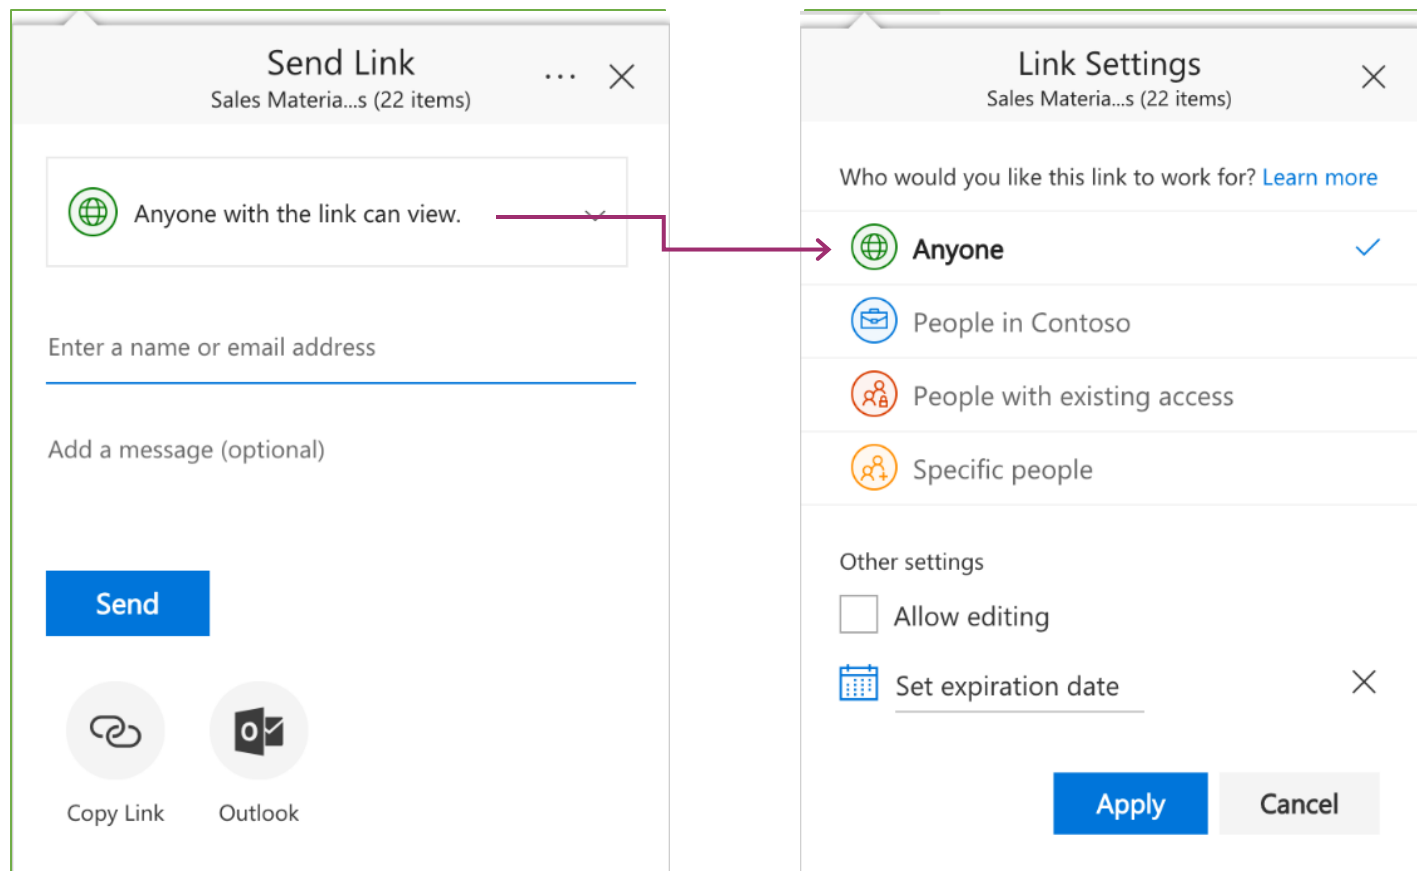 Send Link
...
Sales Materia...s (22 items)
Anyone with the link can view.
Enter a name or email address
Add a message (optional)
Send
Copy Link
Outlook
Link Settings
Sales Materia...s (22 items)
Who would you like this link to work for? Learn more
Anyone
People in Contoso
People with existing access
Specific people
Other settings
Allow editing
Set expiration date
Apply
Cancel